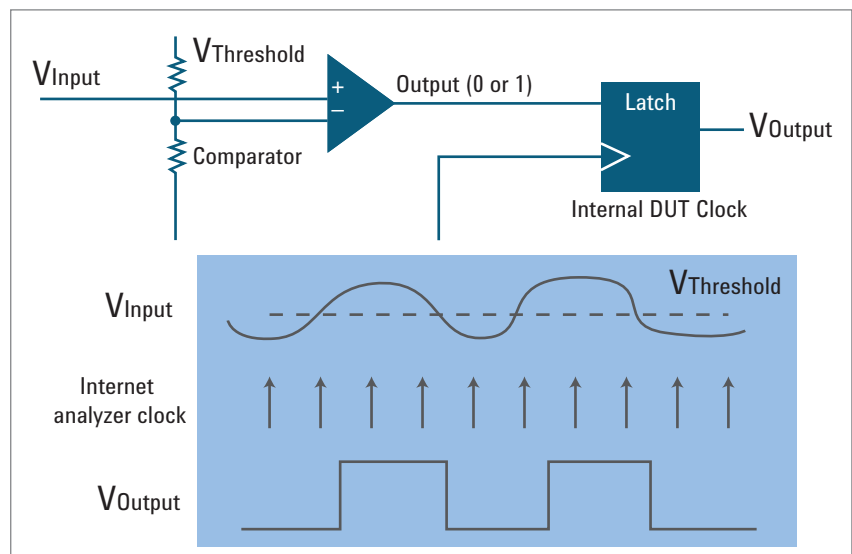 VThreshold
VInput
+
−
Output (0 or 1)
Latch
VOutput
Comparator
Internal DUT Clock
VThreshold
VInput
Internet
analyzer clock
VOutput